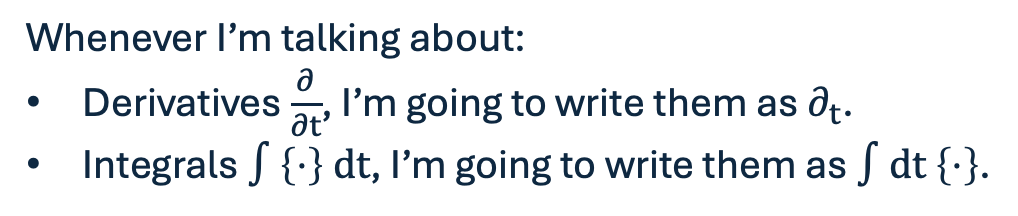 Whenever I’m talking about:
• Derivatives ∂/∂t, I’m going to write them as ∂ₜ.
• Integrals ∫ {·} dt, I’m going to write them as ∫ dt {·}.